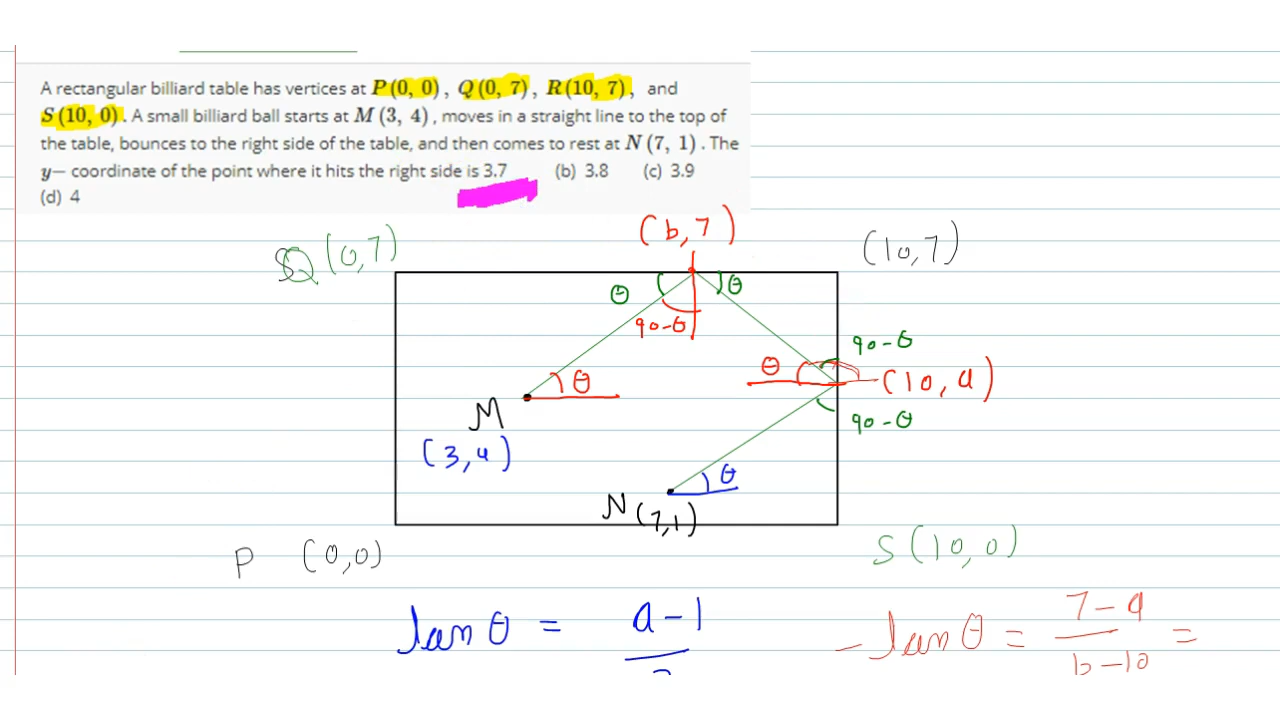 A rectangular billiard table has vertices at P(0, 0), Q(0, 7), R(10, 7), and
S(10, 0). A small billiard ball starts at M (3, 4), moves in a straight line to the top of
the table, bounces to the right side of the table, and then comes to rest at N (7, 1). The
y− coordinate of the point where it hits the right side is 3.7 (b) 3.8 (c) 3.9
(d) 4
(b, 7)
Q (0,7)
(10,7)
θ
θ
90-θ
90-θ
θ
(10, a)
θ
M
90-θ
(3,4)
θ
N (7,1)
P (0,0)
S (10,0)
tan θ = a-1
- tan θ = 7-a =
b-10